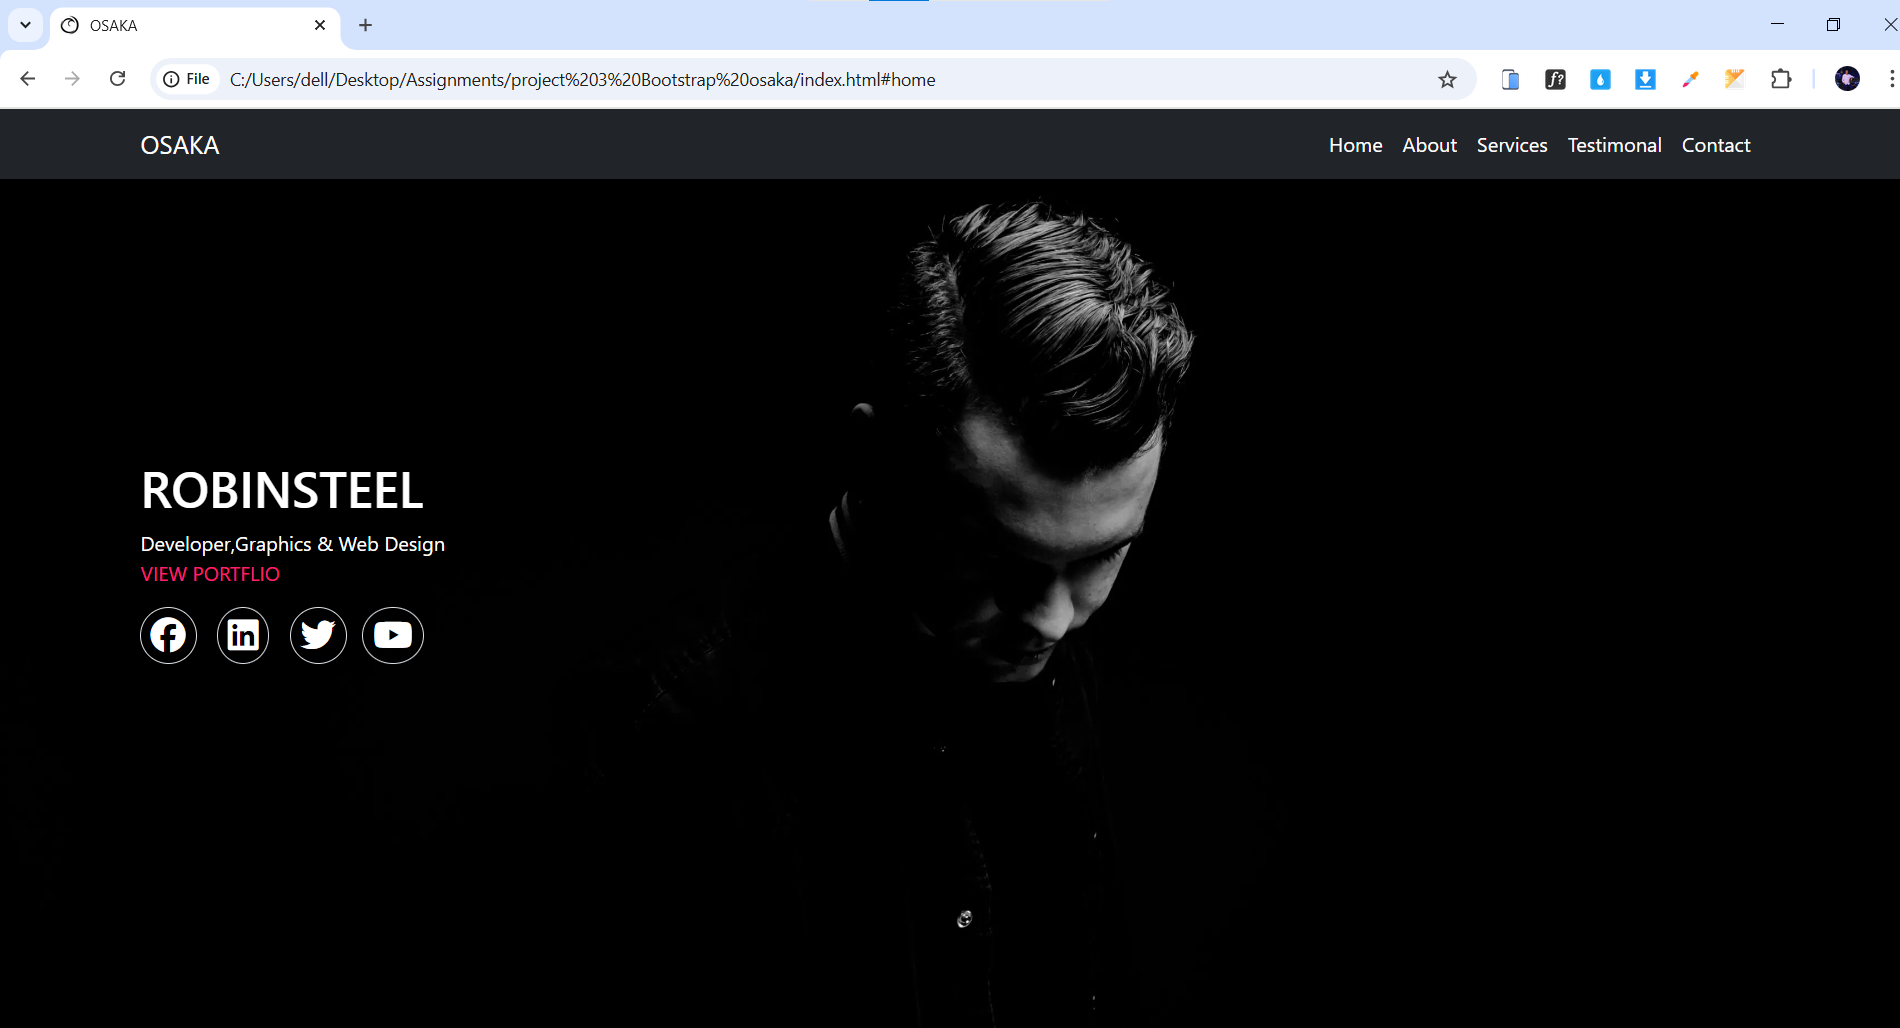 OSAKA
File C:/Users/dell/Desktop/Assignments/project%203%20Bootstrap%20osaka/index.html#home
f?
OSAKA Home About Services Testimonal Contact
ROBINSTEEL
Developer,Graphics & Web Design
VIEW PORTFLIO
in